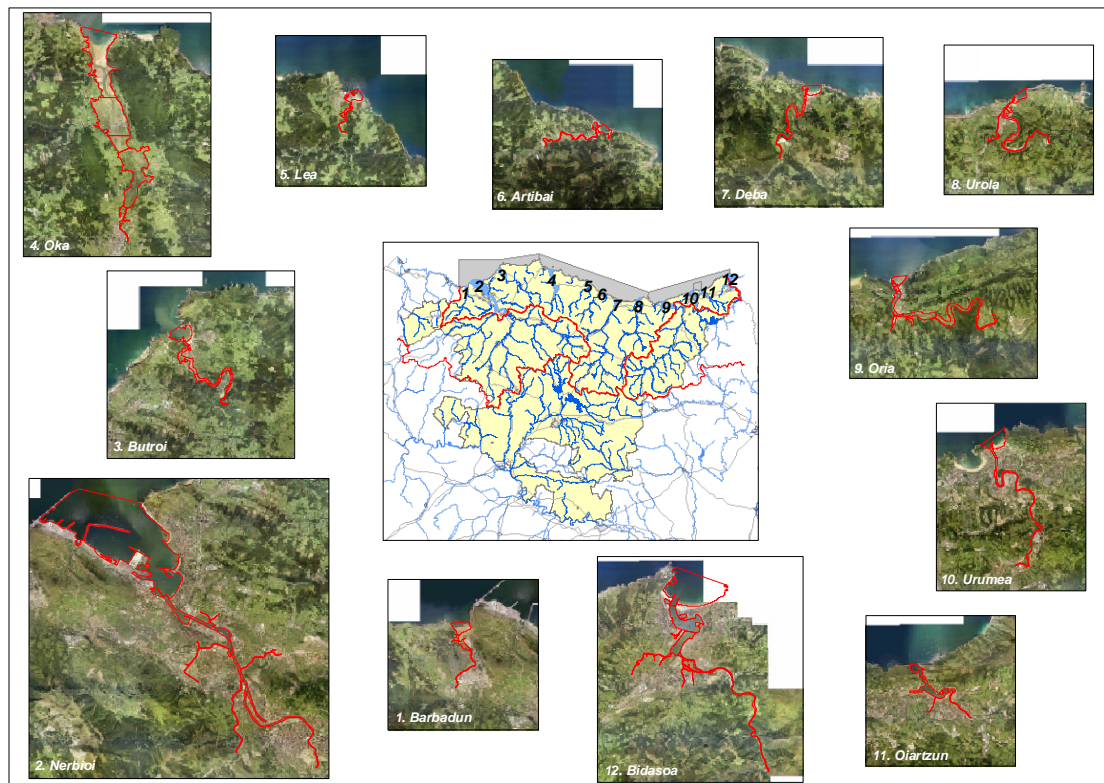 4. Oka
5. Lea
6. Artibai
7. Deba
8. Urola
3. Butroi
1
2
3
4
5
6
7
8
9
10
11
12
9. Oria
2. Nerbioi
1. Barbadun
12. Bidasoa
10. Urumea
11. Oiartzun